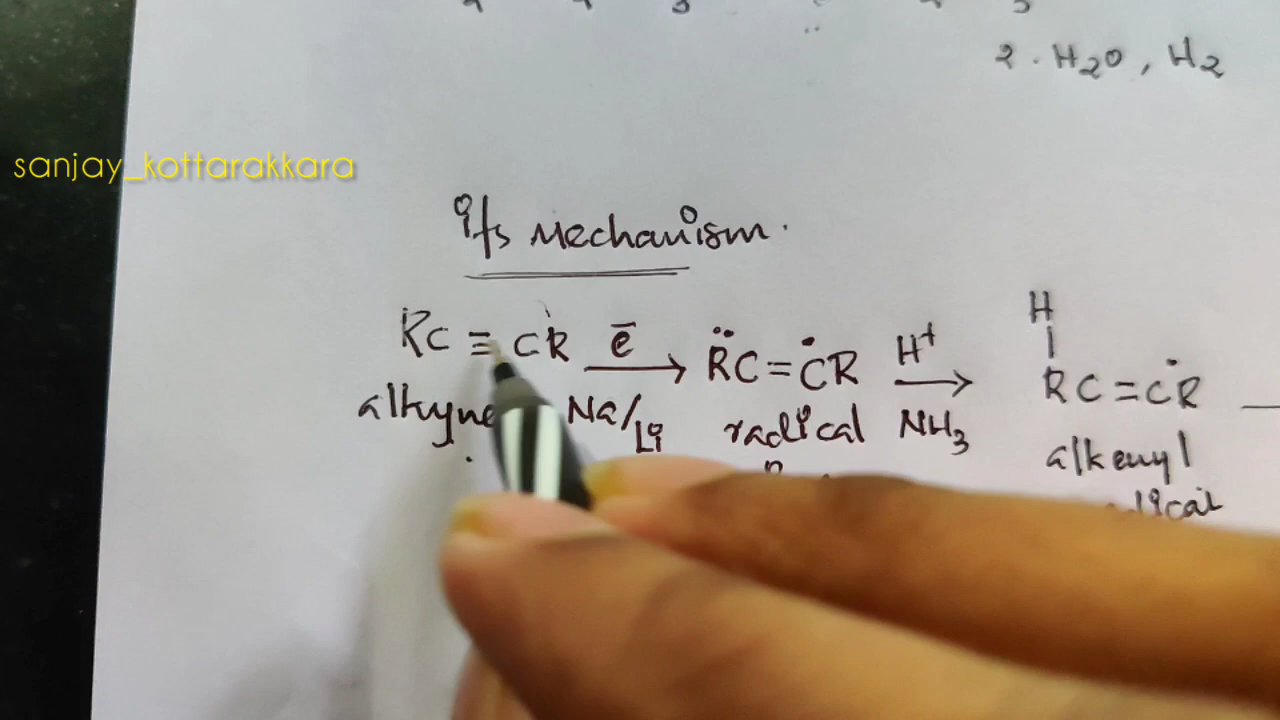 2. H2O, H2
sanjay_kottarakkara
its Mechanism.
RC ≡ CR e̅ → R̈C = ĊR H+ → H
RC = ĊR
alkyne Na/Li radical NH3 alkenyl